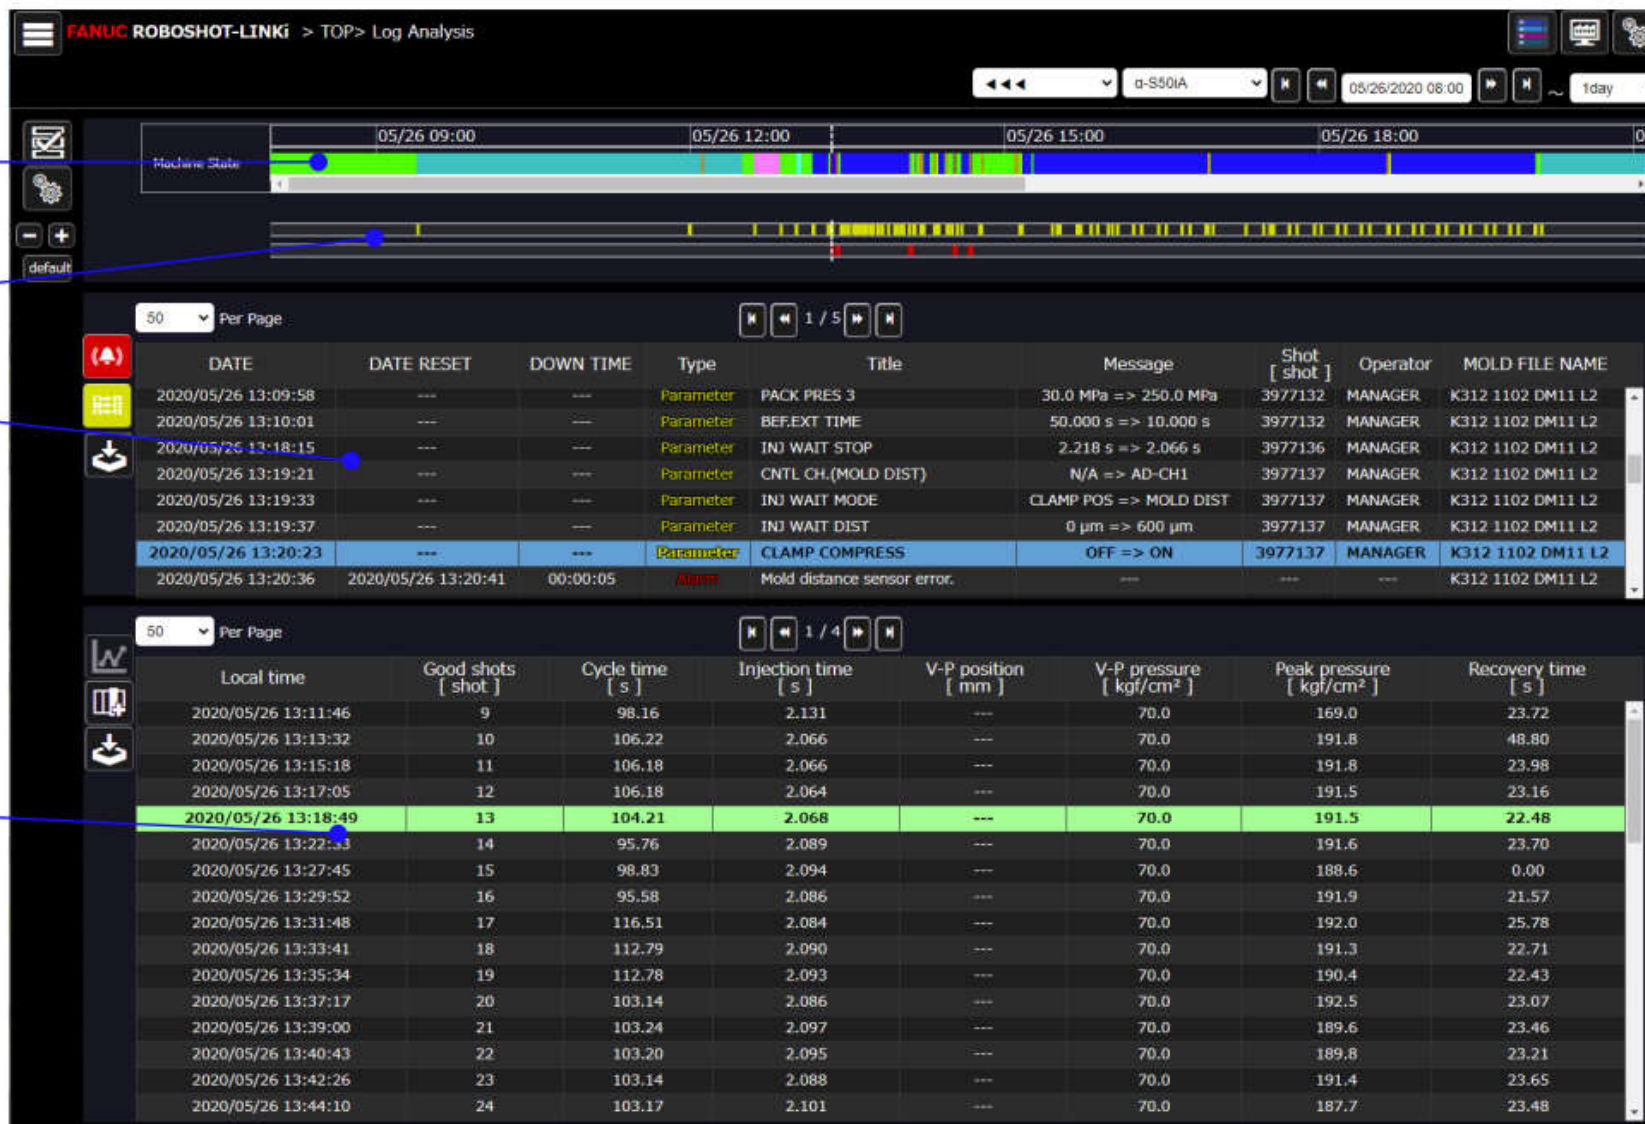 FANUC ROBOSHOT-LINKi > TOP> Log Analysis
◄◄◄ α-S50iA 05/26/2020 08:00 ~ 1day
05/26 09:00 05/26 12:00 05/26 15:00 05/26 18:00 0
Machine State
default
50 Per Page 1 / 5
DATE DATE RESET DOWN TIME Type Title Message Shot [ shot ] Operator MOLD FILE NAME
2020/05/26 13:09:58 --- --- Parameter PACK PRES 3 30.0 MPa => 250.0 MPa 3977132 MANAGER K312 1102 DM11 L2
2020/05/26 13:10:01 --- --- Parameter BEF.EXT TIME 50.000 s => 10.000 s 3977132 MANAGER K312 1102 DM11 L2
2020/05/26 13:18:15 --- --- Parameter INJ WAIT STOP 2.218 s => 2.066 s 3977136 MANAGER K312 1102 DM11 L2
2020/05/26 13:19:21 --- --- Parameter CNTL CH.(MOLD DIST) N/A => AD-CH1 3977137 MANAGER K312 1102 DM11 L2
2020/05/26 13:19:33 --- --- Parameter INJ WAIT MODE CLAMP POS => MOLD DIST 3977137 MANAGER K312 1102 DM11 L2
2020/05/26 13:19:37 --- --- Parameter INJ WAIT DIST 0 µm => 600 µm 3977137 MANAGER K312 1102 DM11 L2
2020/05/26 13:20:23 --- --- Parameter CLAMP COMPRESS OFF => ON 3977137 MANAGER K312 1102 DM11 L2
2020/05/26 13:20:36 2020/05/26 13:20:41 00:00:05 Alarm Mold distance sensor error. --- --- --- K312 1102 DM11 L2
50 Per Page 1 / 4
Local time Good shots [ shot ] Cycle time [ s ] Injection time [ s ] V-P position [ mm ] V-P pressure [ kgf/cm² ] Peak pressure [ kgf/cm² ] Recovery time [ s ]
2020/05/26 13:11:46 9 98.16 2.131 --- 70.0 169.0 23.72
2020/05/26 13:13:32 10 106.22 2.066 --- 70.0 191.8 48.80
2020/05/26 13:15:18 11 106.18 2.066 --- 70.0 191.8 23.98
2020/05/26 13:17:05 12 106.18 2.064 --- 70.0 191.5 23.16
2020/05/26 13:18:49 13 104.21 2.068 --- 70.0 191.5 22.48
2020/05/26 13:22:33 14 95.76 2.089 --- 70.0 191.6 23.70
2020/05/26 13:27:45 15 98.83 2.094 --- 70.0 188.6 0.00
2020/05/26 13:29:52 16 95.58 2.086 --- 70.0 191.9 21.57
2020/05/26 13:31:48 17 116.51 2.084 --- 70.0 192.0 25.78
2020/05/26 13:33:41 18 112.79 2.090 --- 70.0 191.3 22.71
2020/05/26 13:35:34 19 112.78 2.093 --- 70.0 190.4 22.43
2020/05/26 13:37:17 20 103.14 2.086 --- 70.0 192.5 23.07
2020/05/26 13:39:00 21 103.24 2.097 --- 70.0 189.6 23.46
2020/05/26 13:40:43 22 103.20 2.095 --- 70.0 189.8 23.21
2020/05/26 13:42:26 23 103.14 2.088 --- 70.0 191.4 23.65
2020/05/26 13:44:10 24 103.17 2.101 --- 70.0 187.7 23.48